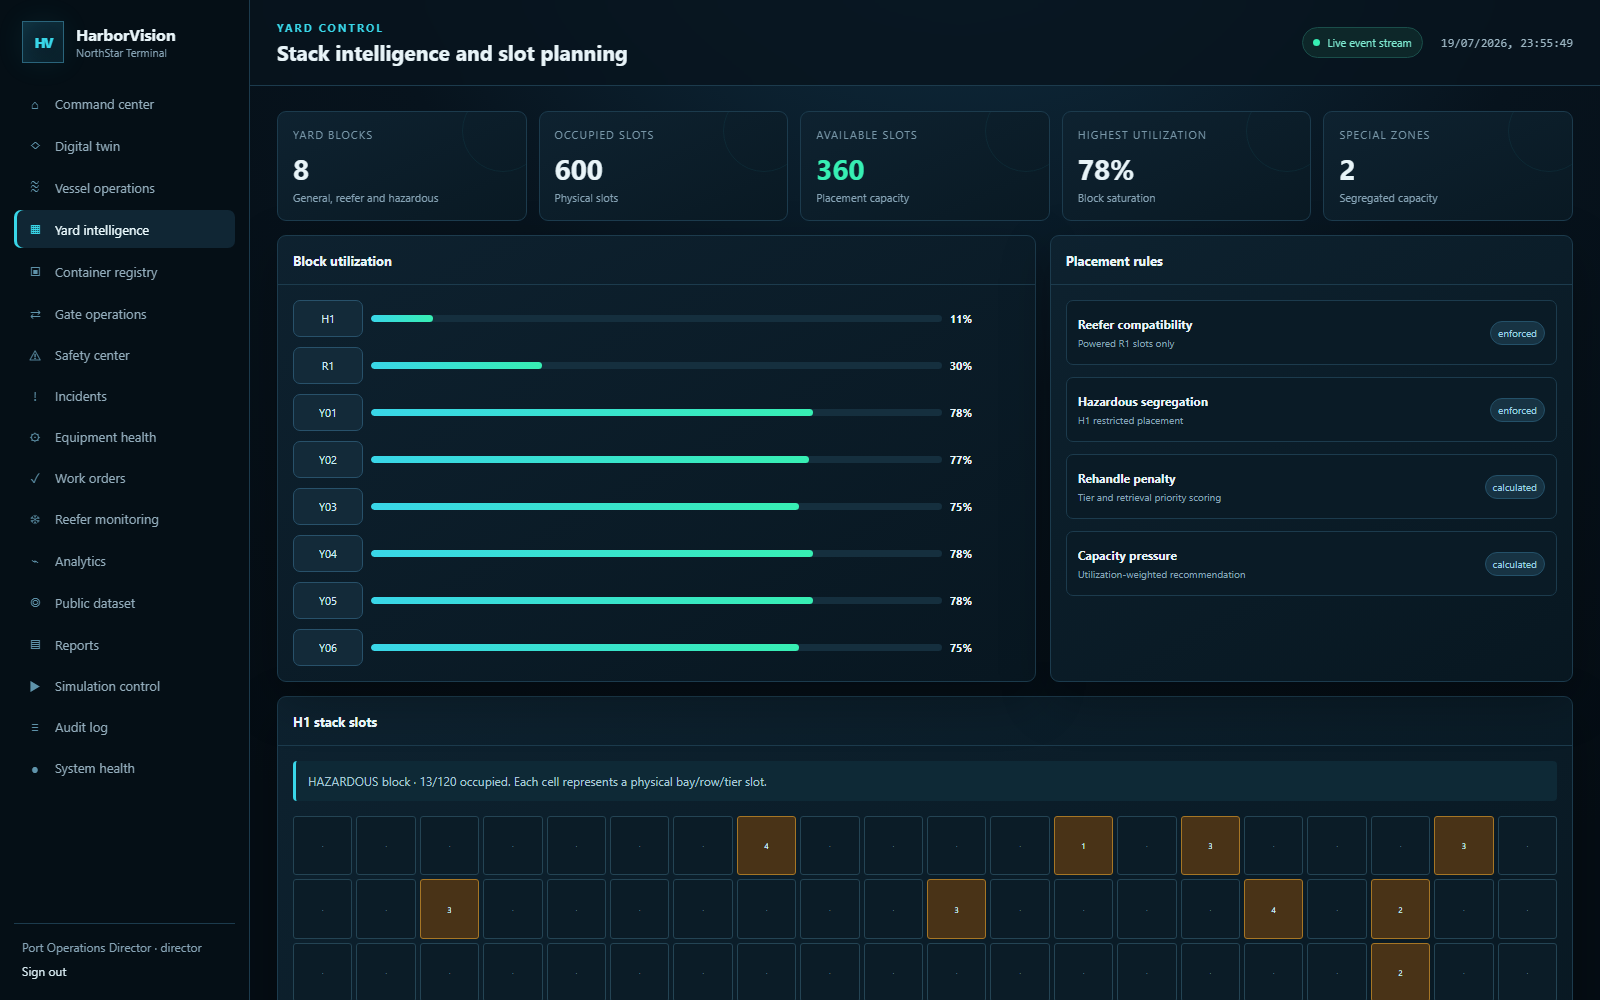 HV
HarborVision
NorthStar Terminal
Command center
Digital twin
Vessel operations
Yard intelligence
Container registry
Gate operations
Safety center
Incidents
Equipment health
Work orders
Reefer monitoring
Analytics
Public dataset
Reports
Simulation control
Audit log
System health
Port Operations Director · director
Sign out
YARD CONTROL
Stack intelligence and slot planning
Live event stream
19/07/2026, 23:55:49
YARD BLOCKS
8
General, reefer and hazardous
OCCUPIED SLOTS
600
Physical slots
AVAILABLE SLOTS
360
Placement capacity
HIGHEST UTILIZATION
78%
Block saturation
SPECIAL ZONES
2
Segregated capacity
Block utilization
H1 11%
R1 30%
Y01 78%
Y02 77%
Y03 75%
Y04 78%
Y05 78%
Y06 75%
Placement rules
Reefer compatibility
Powered R1 slots only
enforced
Hazardous segregation
H1 restricted placement
enforced
Rehandle penalty
Tier and retrieval priority scoring
calculated
Capacity pressure
Utilization-weighted recommendation
calculated
H1 stack slots
HAZARDOUS block · 13/120 occupied. Each cell represents a physical bay/row/tier slot.
· · · · · · · 4 · · · · 1 · 3 · · · 3 ·
· · 3 · · · · · · · 3 · · · · 4 · 2 · ·
· · · · · · · · · · · · · · · · · 2 · ·